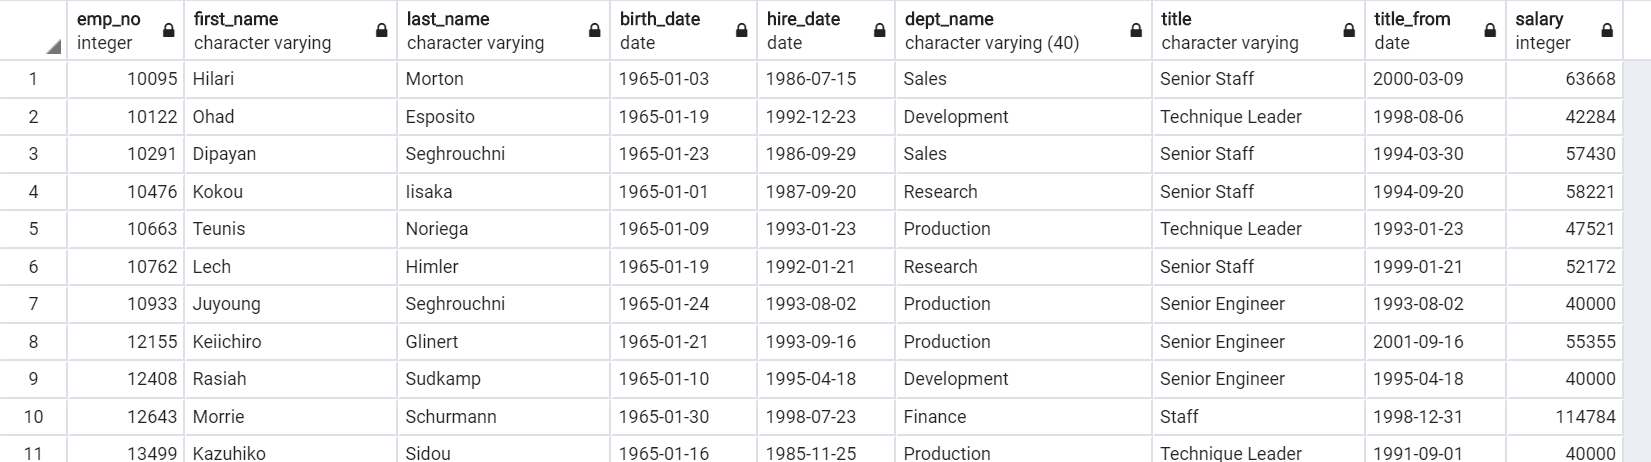 emp_no first_name last_name birth_date hire_date dept_name title title_from salary
integer character varying character varying date date character varying (40) character varying date integer
1 10095 Hilari Morton 1965-01-03 1986-07-15 Sales Senior Staff 2000-03-09 63668
2 10122 Ohad Esposito 1965-01-19 1992-12-23 Development Technique Leader 1998-08-06 42284
3 10291 Dipayan Seghrouchni 1965-01-23 1986-09-29 Sales Senior Staff 1994-03-30 57430
4 10476 Kokou Iisaka 1965-01-01 1987-09-20 Research Senior Staff 1994-09-20 58221
5 10663 Teunis Noriega 1965-01-09 1993-01-23 Production Technique Leader 1993-01-23 47521
6 10762 Lech Himler 1965-01-19 1992-01-21 Research Senior Staff 1999-01-21 52172
7 10933 Juyoung Seghrouchni 1965-01-24 1993-08-02 Production Senior Engineer 1993-08-02 40000
8 12155 Keiichiro Glinert 1965-01-21 1993-09-16 Production Senior Engineer 2001-09-16 55355
9 12408 Rasiah Sudkamp 1965-01-10 1995-04-18 Development Senior Engineer 1995-04-18 40000
10 12643 Morrie Schurmann 1965-01-30 1998-07-23 Finance Staff 1998-12-31 114784
11 13499 Kazuhiko Sidou 1965-01-16 1985-11-25 Production Technique Leader 1991-09-01 40000